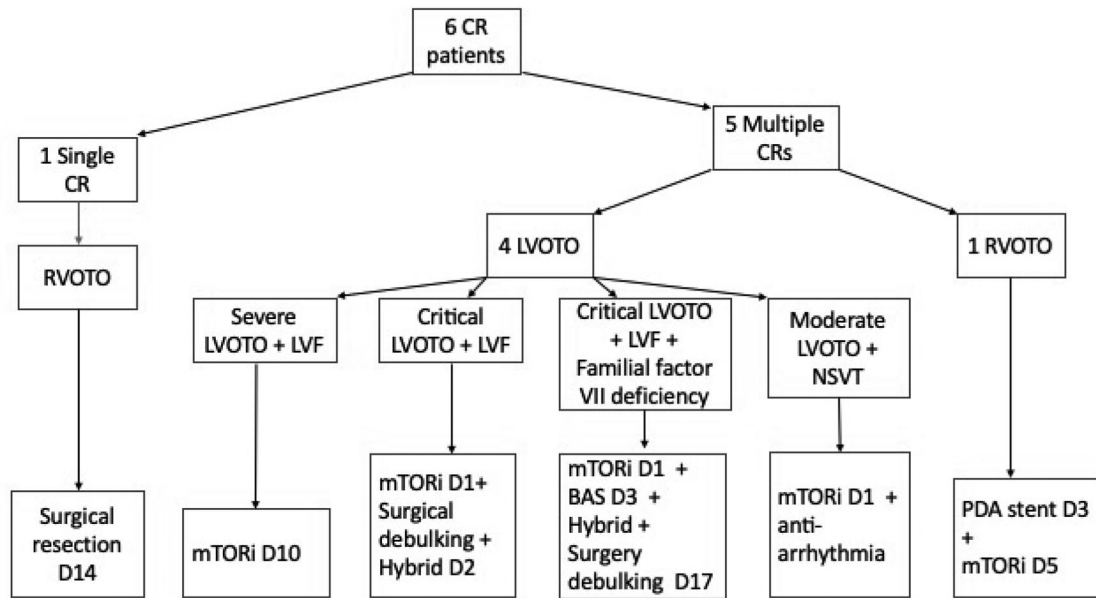 6 CR
patients
1 Single
CR
5 Multiple
CRs
RVOTO
4 LVOTO
1 RVOTO
Severe
LVOTO + LVF
Critical
LVOTO + LVF
Critical LVOTO
+ LVF +
Familial factor
VII deficiency
Moderate
LVOTO +
NSVT
Surgical
resection
D14
mTORi D10
mTORi D1+
Surgical
debulking +
Hybrid D2
mTORi D1 +
BAS D3 +
Hybrid +
Surgery
debulking D17
mTORi D1 +
anti-
arrhythmia
PDA stent D3
+
mTORi D5